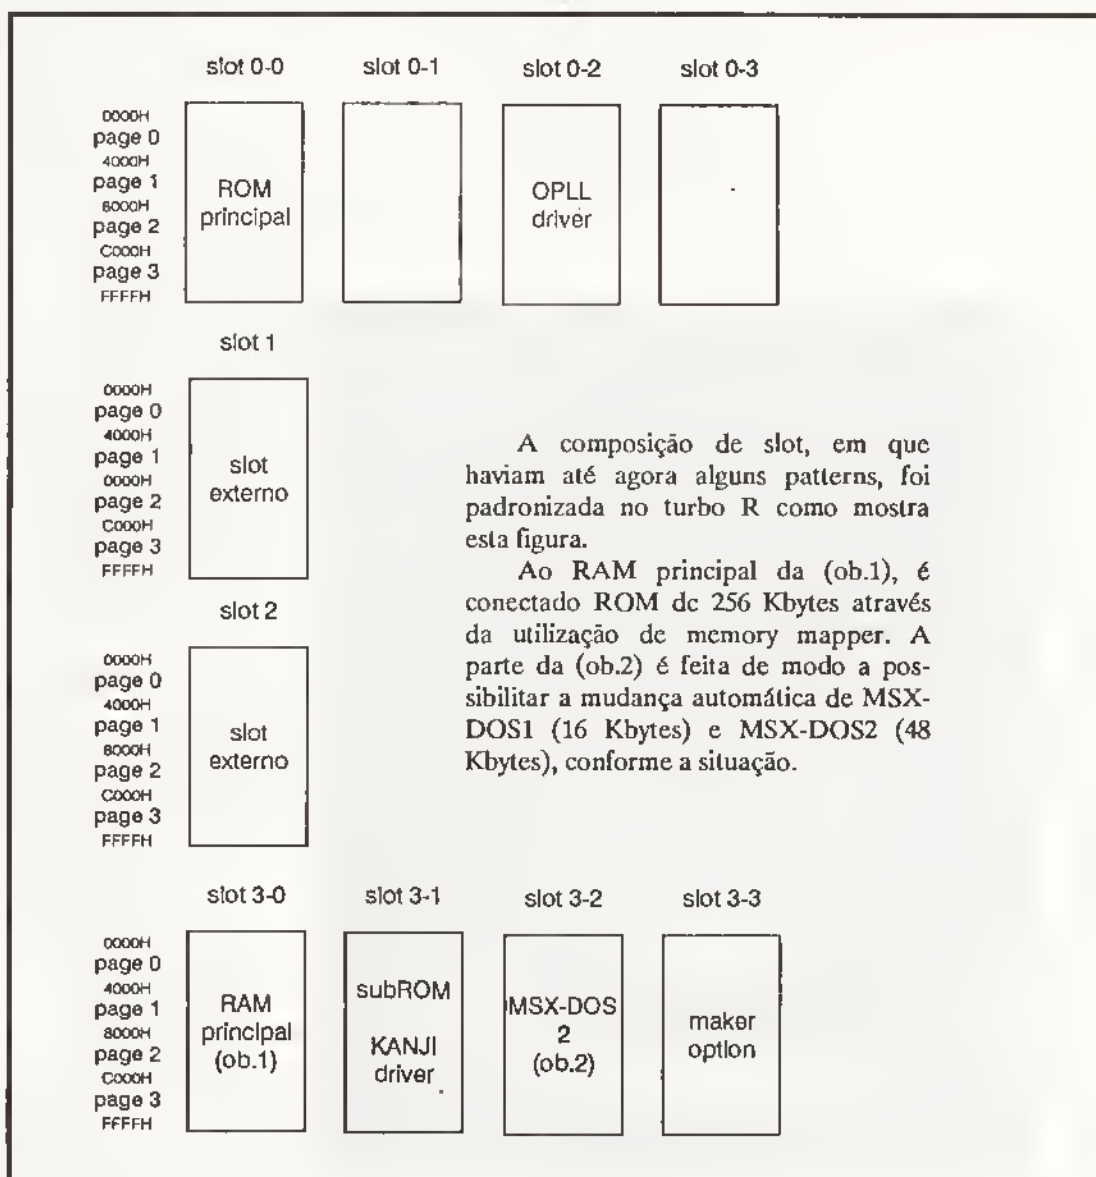 slot 0-0 slot 0-1 slot 0-2 slot 0-3
0000H
page 0
4000H
page 1
8000H
page 2
C000H
page 3
FFFFH
ROM
principal
OPLL
driver
slot 1
0000H
page 0
4000H
page 1
0000H
page 2
C000H
page 3
FFFFH
slot
externo
A composição de slot, em que
haviam até agora alguns patterns, foi
padronizada no turbo R como mostra
esta figura.
Ao RAM principal da (ob.1), é
conectado ROM de 256 Kbytes através
da utilização de memory mapper. A
parte da (ob.2) é feita de modo a pos-
sibilitar a mudança automática de MSX-
DOS1 (16 Kbytes) e MSX-DOS2 (48
Kbytes), conforme a situação.
slot 2
0000H
page 0
4000H
page 1
8000H
page 2
C000H
page 3
FFFFH
slot
externo
slot 3-0 slot 3-1 slot 3-2 slot 3-3
0000H
page 0
4000H
page 1
8000H
page 2
C000H
page 3
FFFFH
RAM
principal
(ob.1)
subROM
KANJI
driver
MSX-DOS
2
(ob.2)
maker
option